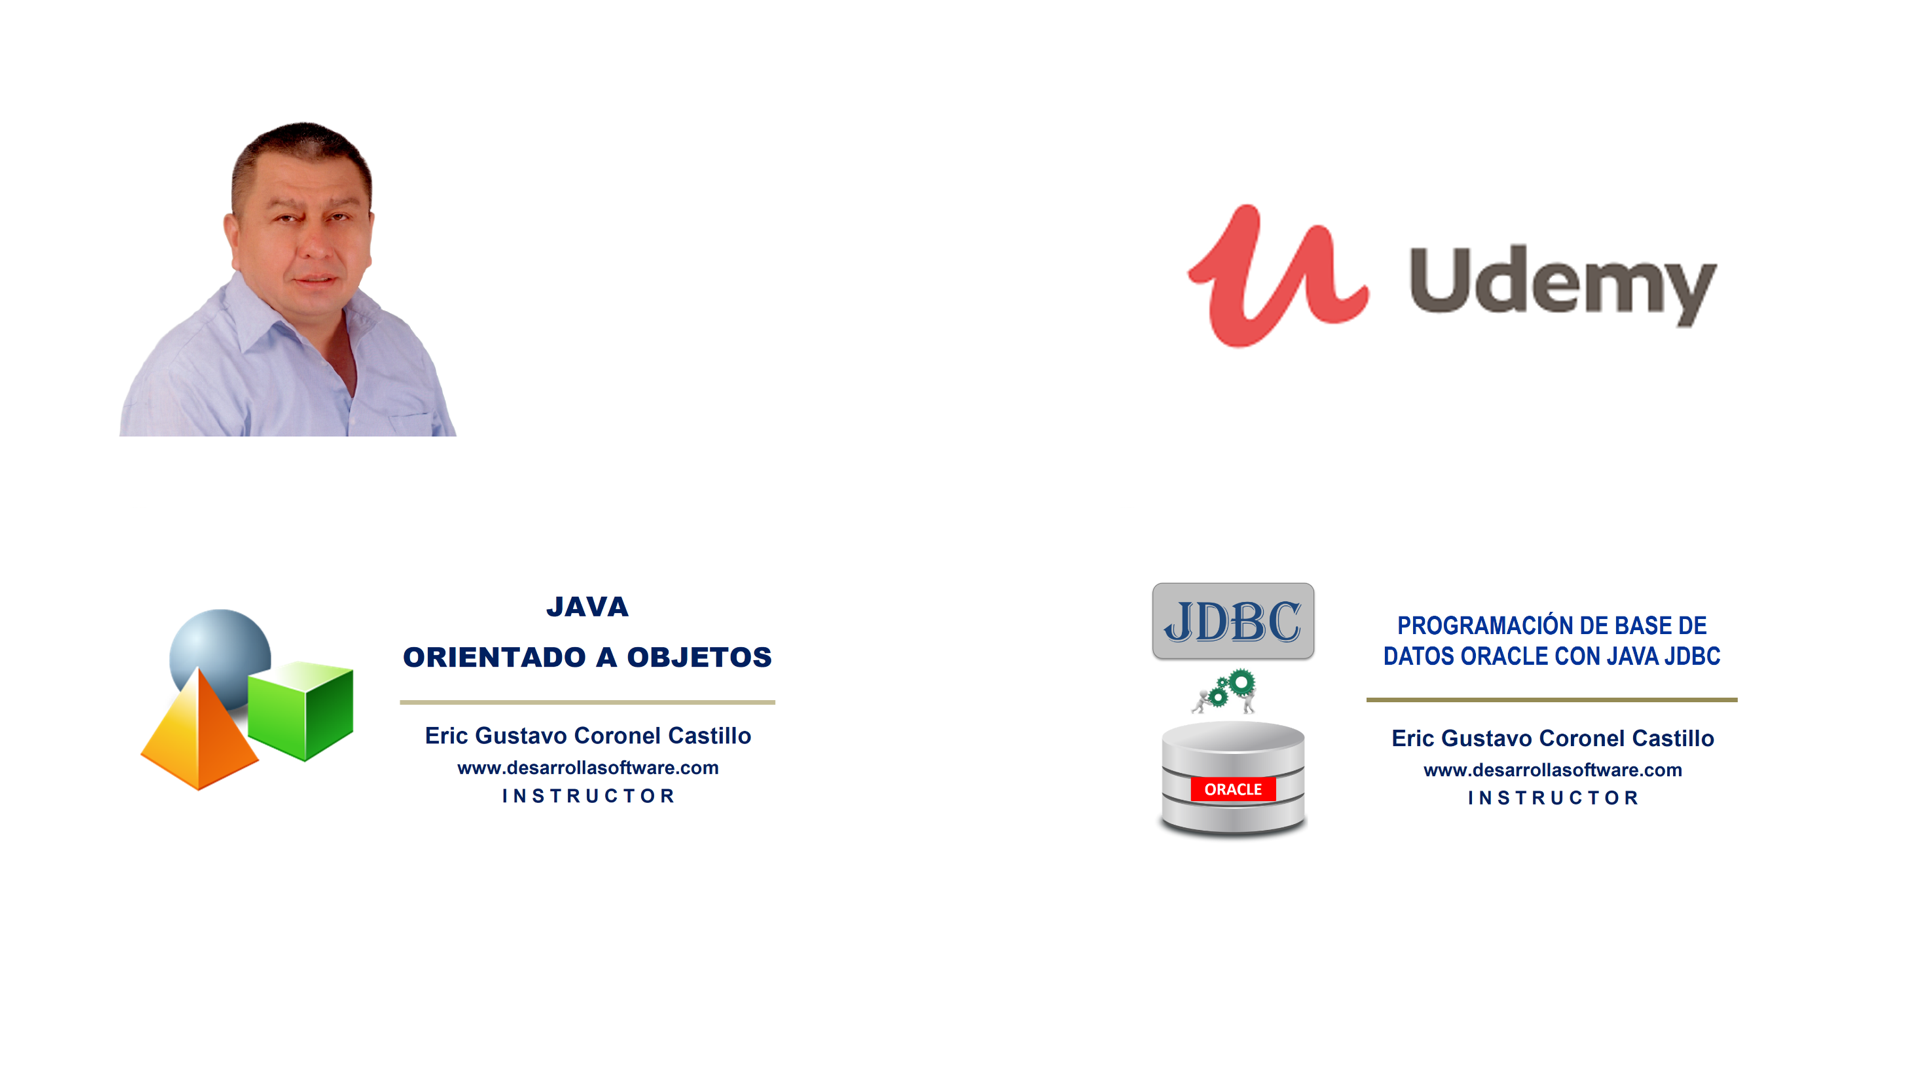 Udemy
JAVA
ORIENTADO A OBJETOS
Eric Gustavo Coronel Castillo
www.desarrollasoftware.com
INSTRUCTOR
JDBC
ORACLE
PROGRAMACIÓN DE BASE DE
DATOS ORACLE CON JAVA JDBC
Eric Gustavo Coronel Castillo
www.desarrollasoftware.com
INSTRUCTOR